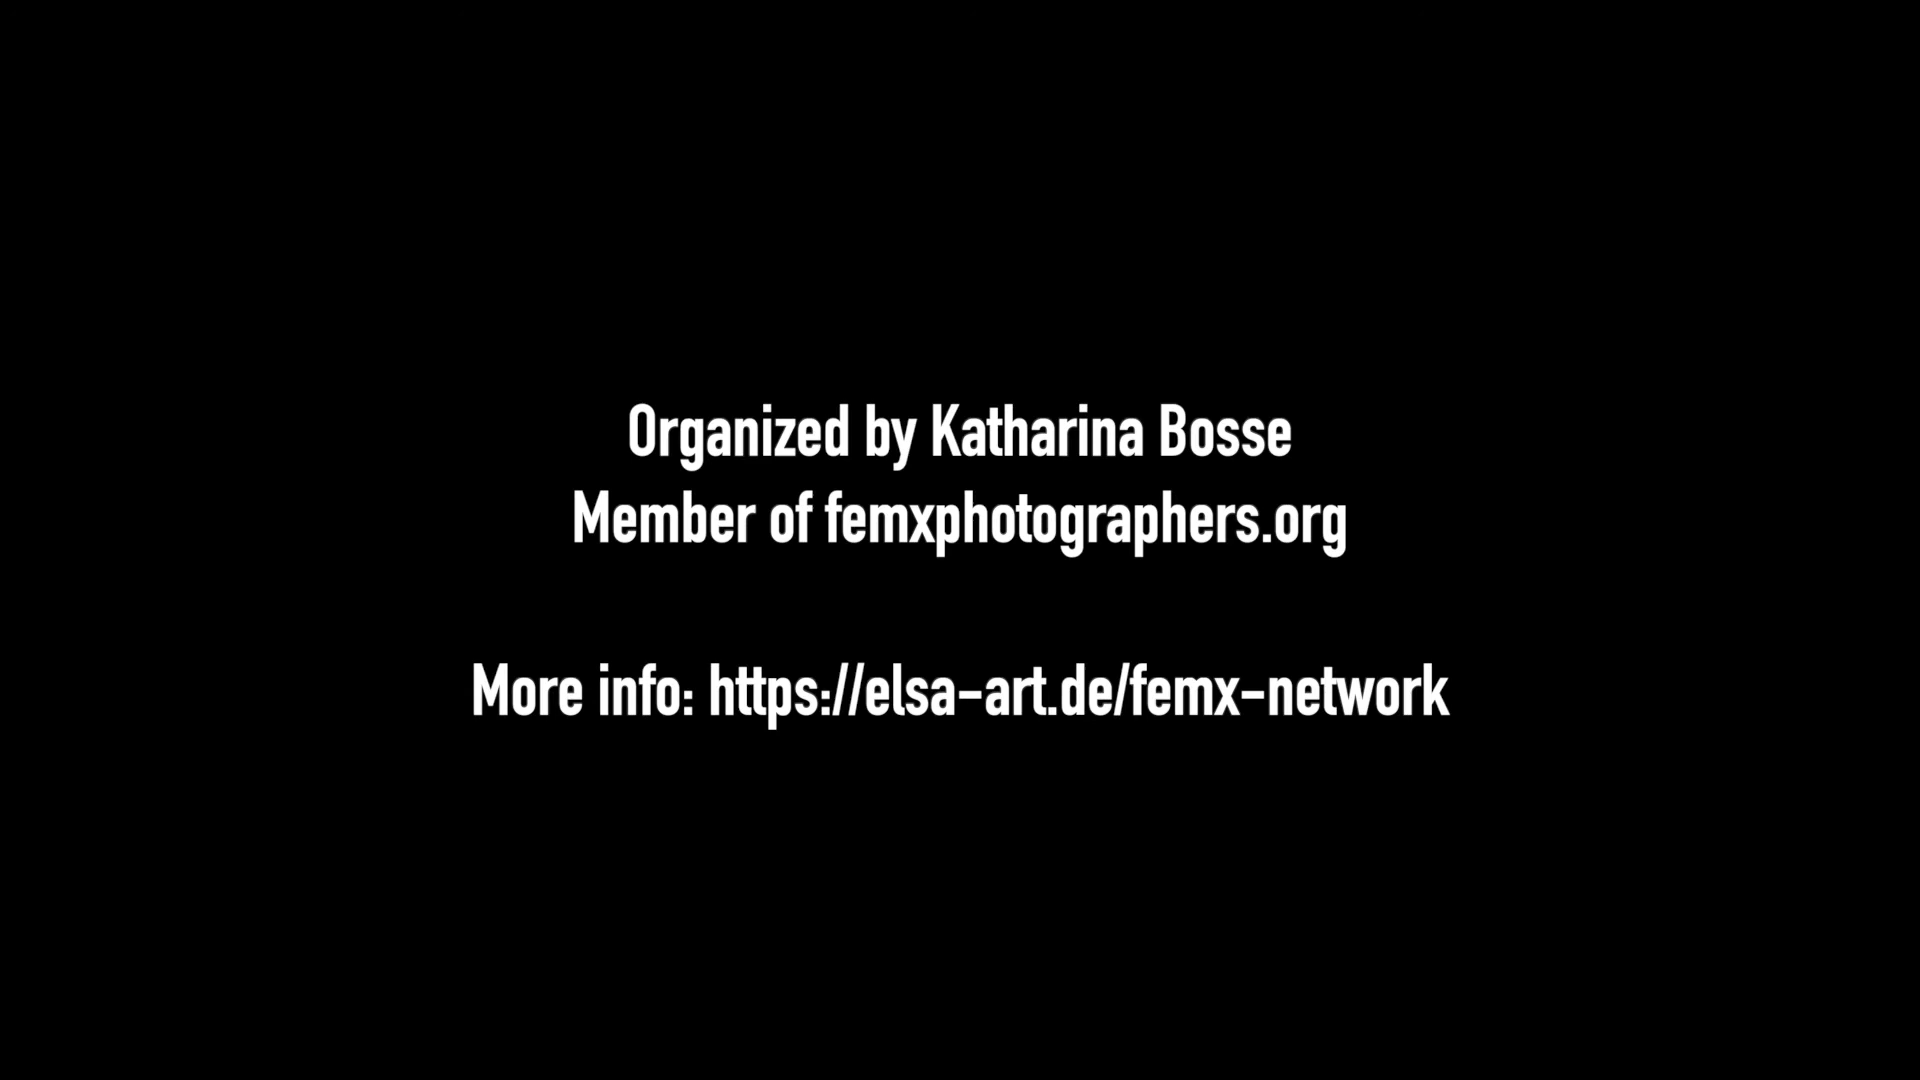 Organized by Katharina Bosse
Member of femxphotographers.org
More info: https://elsa-art.de/femx-network